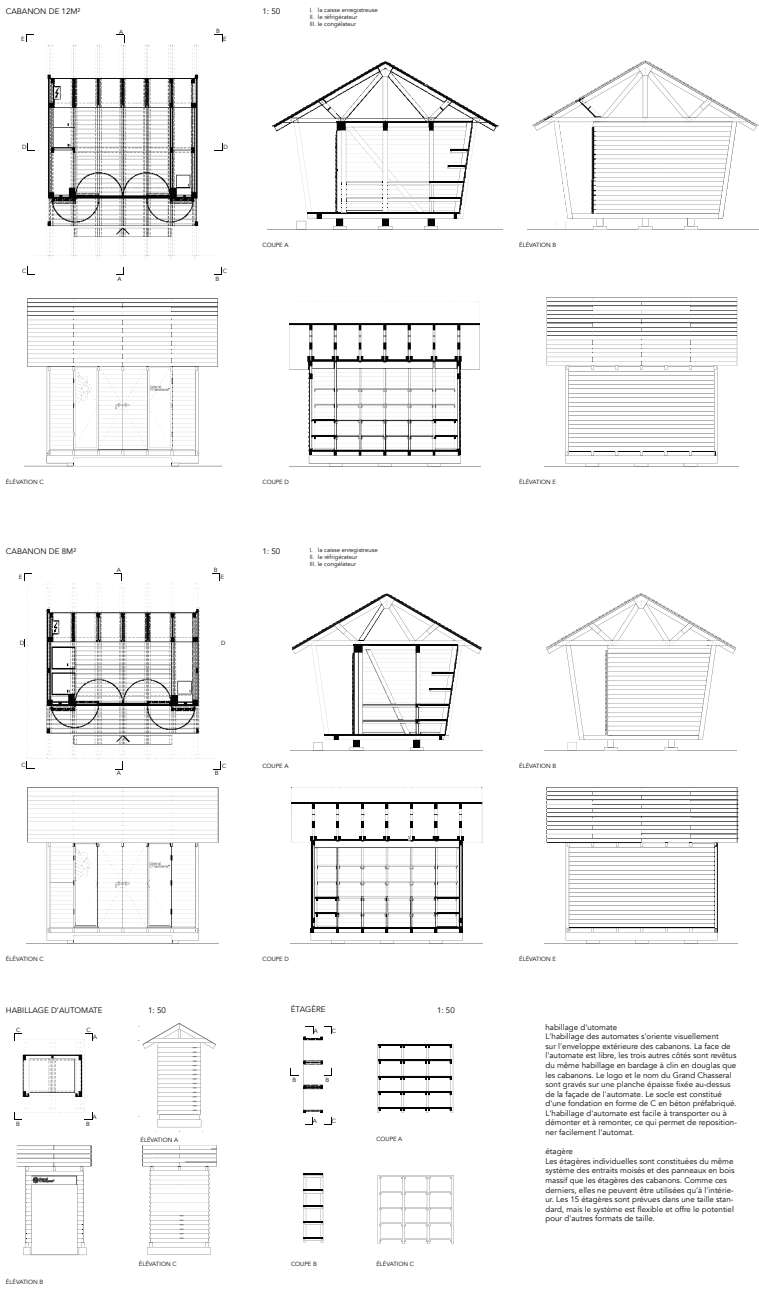 CABANON DE 12M²
1: 50
I. la caisse enregistreuse
II. le réfrigérateur
III. le congélateur
E
A
B
E
D
D
C
A
C
B
COUPE A
ÉLÉVATION B
ÉLÉVATION C
COUPE D
ÉLÉVATION E
CABANON DE 8M²
1: 50
I. la caisse enregistreuse
II. le réfrigérateur
III. le congélateur
E
A
B
E
D
D
C
A
C
B
COUPE A
ÉLÉVATION B
ÉLÉVATION C
COUPE D
ÉLÉVATION E
HABILLAGE D'AUTOMATE
1: 50
C
C
A
B
A
B
ÉLÉVATION A
ÉLÉVATION B
ÉLÉVATION C
ÉTAGÈRE
1: 50
A
C
B
B
A
C
COUPE A
COUPE B
ÉLÉVATION C
habillage d'utomate
L'habillage des automates s'oriente visuellement
sur l'enveloppe extérieure des cabanons. La face de
l'automate est libre, les trois autres côtés sont revêtus
du même habillage en bardage à clin en douglas que
les cabanons. Le logo et le nom du Grand Chasseral
sont gravés sur une planche épaisse fixée au-dessus
de la façade de l'automate. Le socle est constitué
d'une fondation en forme de C en béton préfabriqué.
L'habillage d'automate est facile à transporter ou à
démonter et à remonter, ce qui permet de reposition-
ner facilement l'automat.
étagère
Les étagères individuelles sont constituées du même
système des entraits moisés et des panneaux en bois
massif que les étagères des cabanons. Comme ces
derniers, elles ne peuvent être utilisées qu'à l'intérie-
ur. Les 15 étagères sont prévues dans une taille stan-
dard, mais le système est flexible et offre le potentiel
pour d'autres formats de taille.